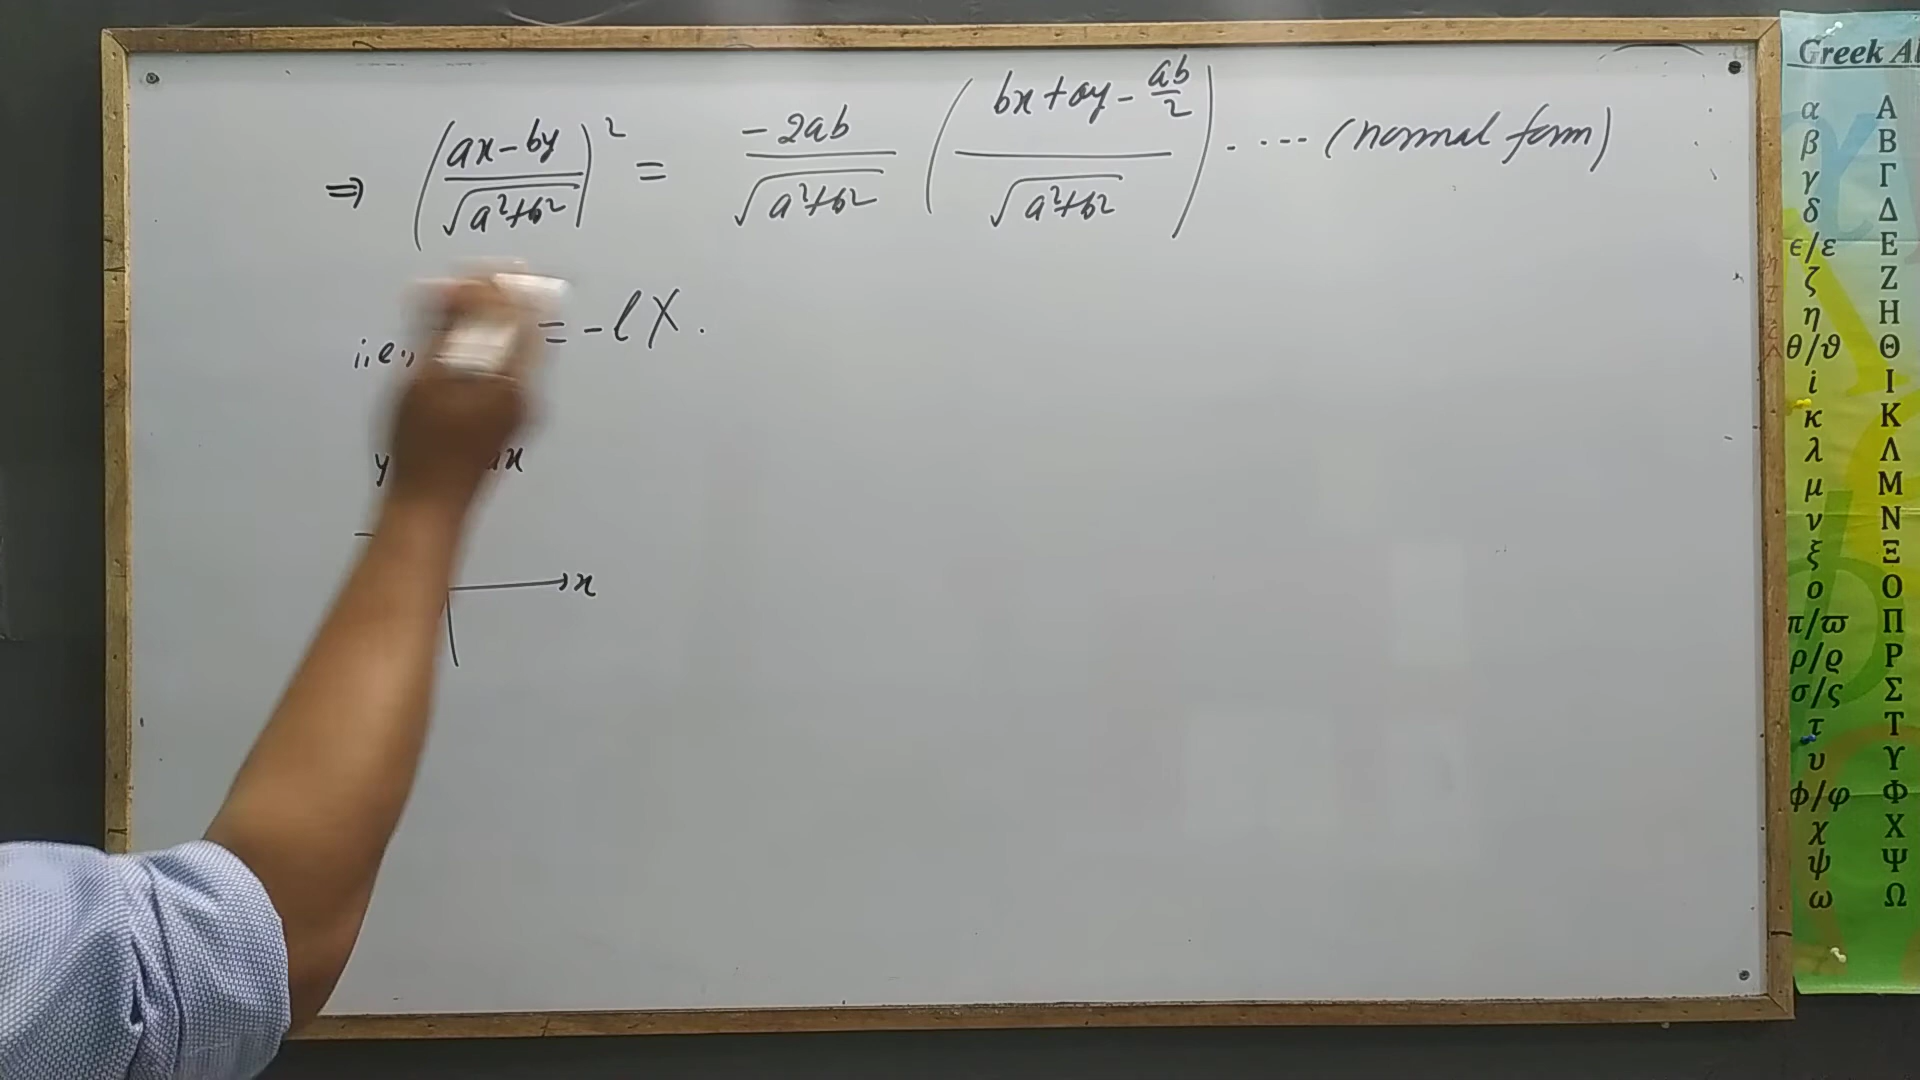 ⇒ (ax-by/√a²+b²)² = -2ab/√a²+b² (bx+ay-ab/2/√a²+b²) ..... (normal form)
i.e., = -lX.
y ax
x
Greek Al
α Α
β Β
γ Γ
δ Δ
ϵ/ε Ε
ζ Ζ
η Η
θ/ϑ Θ
i Ι
κ Κ
λ Λ
μ Μ
ν Ν
ξ Ξ
ο Ο
π/ϖ Π
ρ/ϱ Ρ
σ/ς Σ
τ Τ
υ Υ
ϕ/φ Φ
χ Χ
ψ Ψ
ω Ω